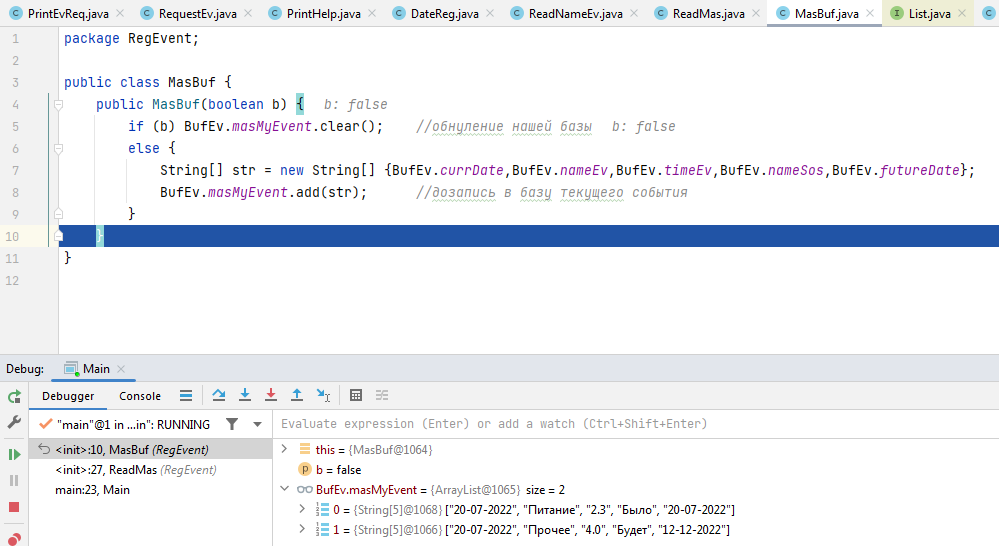 PrintEvReq.java RequestEv.java PrintHelp.java DateReg.java ReadNameEv.java ReadMas.java MasBuf.java List.java
1 package RegEvent;
2
3 public class MasBuf {
4 public MasBuf(boolean b) { b: false
5 if (b) BufEv.masMyEvent.clear(); //обнуление нашей базы b: false
6 else {
7 String[] str = new String[] {BufEv.currDate,BufEv.nameEv,BufEv.timeEv,BufEv.nameSos,BufEv.futureDate};
8 BufEv.masMyEvent.add(str); //дозапись в базу текущего события
9 }
10 }
11 }
12
Debug: Main
Debugger Console
"main"@1 in ...in": RUNNING Evaluate expression (Enter) or add a watch (Ctrl+Shift+Enter)
<init>:10, MasBuf (RegEvent) this = {MasBuf@1064}
<init>:27, ReadMas (RegEvent) b = false
main:23, Main BufEv.masMyEvent = {ArrayList@1065} size = 2
0 = {String[5]@1068} ["20-07-2022", "Питание", "2.3", "Было", "20-07-2022"]
1 = {String[5]@1066} ["20-07-2022", "Прочее", "4.0", "Будет", "12-12-2022"]